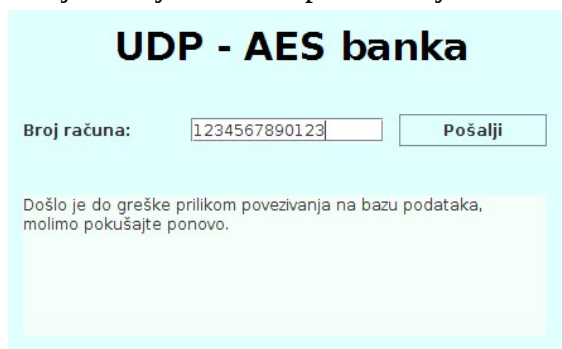 UDP - AES banka
Broj računa: 1234567890123 Pošalji
Došlo je do greške prilikom povezivanja na bazu podataka,
molimo pokušajte ponovo.